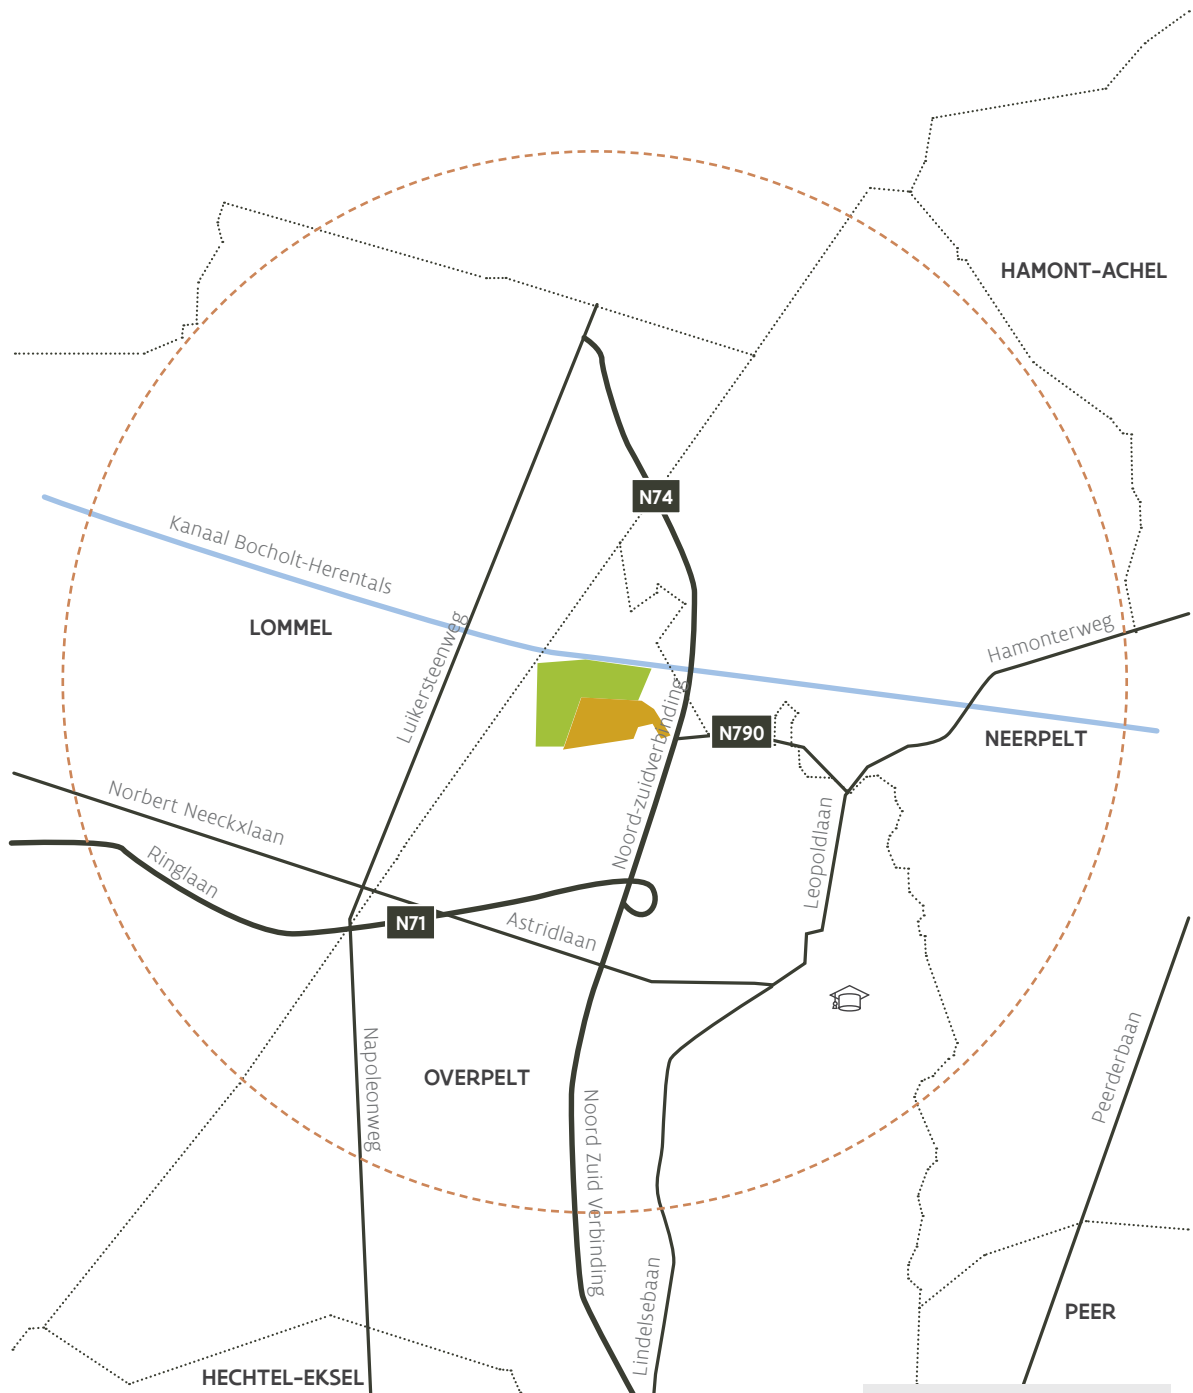 HAMONT-ACHEL
N74
Kanaal Bocholt-Herentals
LOMMEL
Luikersteenweg
Hamonterweg
N790
NEERPELT
Noord-zuidverbinding
Norbert Neeckxlaan
Ringlaan
Leopoldlaan
N71
Astridlaan
Napoleonweg
OVERPELT
Peerderbaan
Noord Zuid Verbinding
Lindelsebaan
PEER
HECHTEL-EKSEL